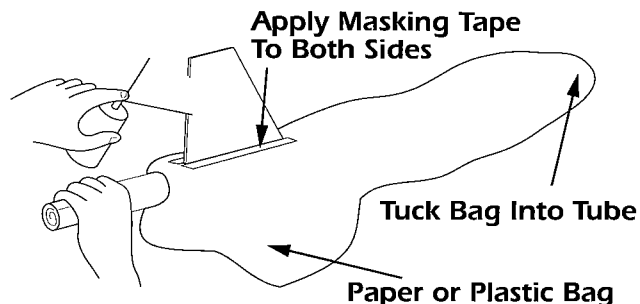 Apply Masking Tape
To Both Sides
Tuck Bag Into Tube
Paper or Plastic Bag